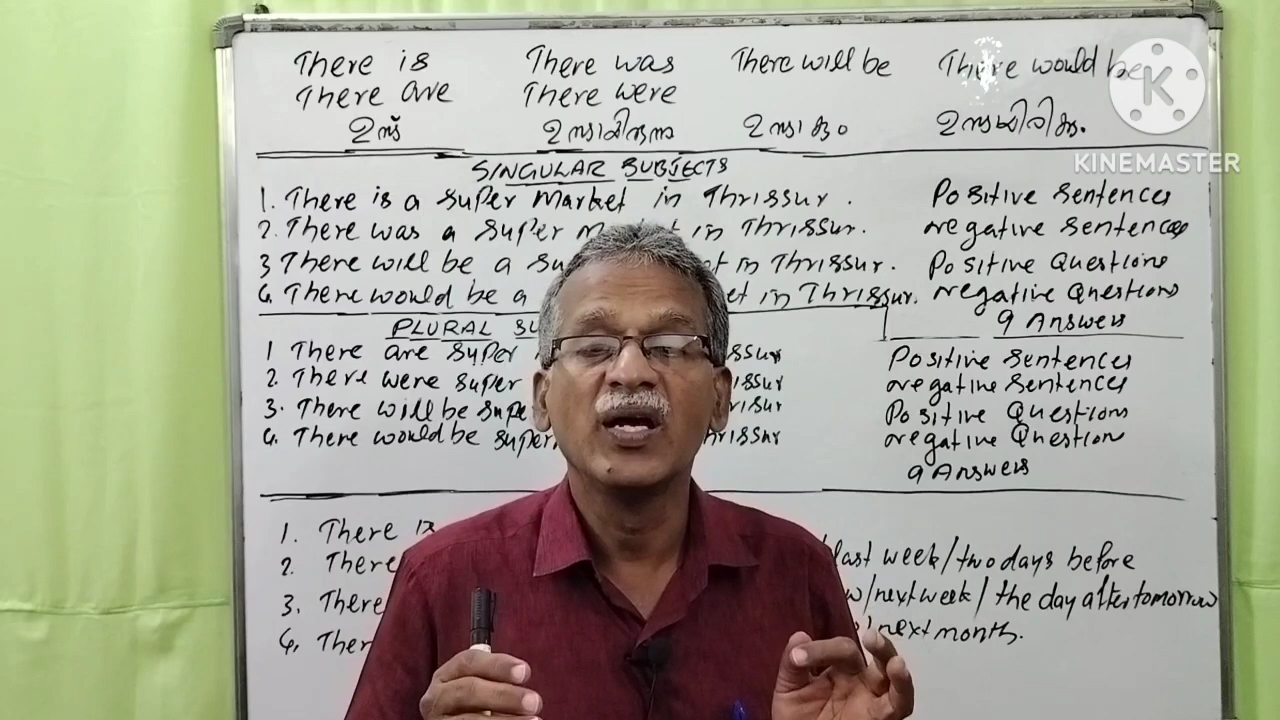 There is There was There will be There would be
There are There were
ഉണ്ട് ഉണ്ടായിരുന്നു ഉണ്ടാകും ഉണ്ടായിരിക്കും
SINGULAR SUBJECTS
1. There is a super market in Thrissur. Positive Sentences
2. There was a super in Thrissur. negative sentences
3 There will be a in Thrissur. Positive Questions
4. There would be a in Thrissur. negative Questions
9 Answers
PLURAL
1 There are super Positive Sentences
2. There were super negative sentences
3. There will be Positive Questions
4. There would be negative Question
9 Answers
1. There is
2. There last week/two days before
3. There /next week/the day after tomorrow
4. next month.
K
KINEMASTER